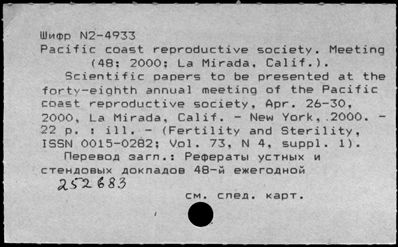 Шифр N2-4933
Pacific coast reproductive society. Meeting
(48; 2000; La Mirada, Calif.).
Scientific papers to be presented at the
forty-eighth annual meeting of the Pacific
coast reproductive society, Apr. 26-30,
2000, La Mirada, Calif. - New York, 2000. -
22 p. : ill. - (Fertility and Sterility,
ISSN 0015-0282; Vol. 73, N 4, suppl. 1).
Перевод загл.: Рефераты устных и
стендовых докладов 48-й ежегодной
252683
см. след. карт.